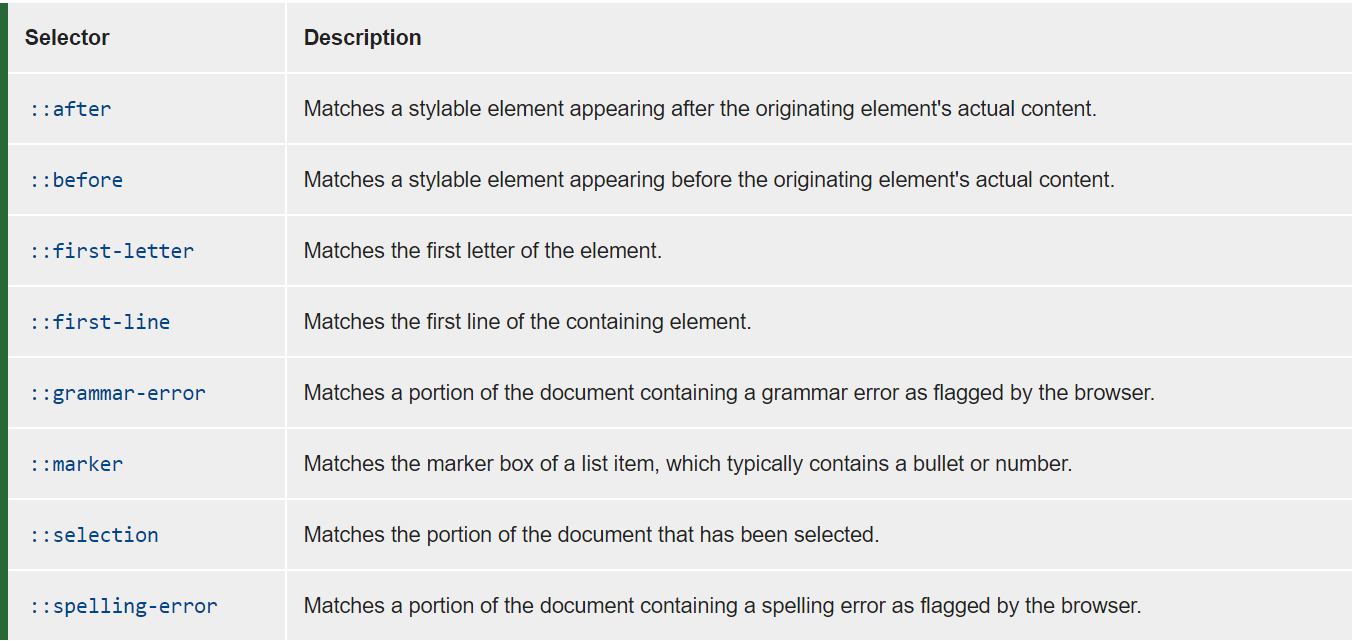 Selector Description
::after Matches a stylable element appearing after the originating element's actual content.
::before Matches a stylable element appearing before the originating element's actual content.
::first-letter Matches the first letter of the element.
::first-line Matches the first line of the containing element.
::grammar-error Matches a portion of the document containing a grammar error as flagged by the browser.
::marker Matches the marker box of a list item, which typically contains a bullet or number.
::selection Matches the portion of the document that has been selected.
::spelling-error Matches a portion of the document containing a spelling error as flagged by the browser.